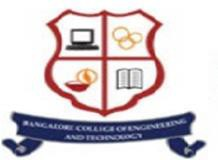 BANGALORE COLLEGE OF ENGINEERING
AND TECHNOLOGY